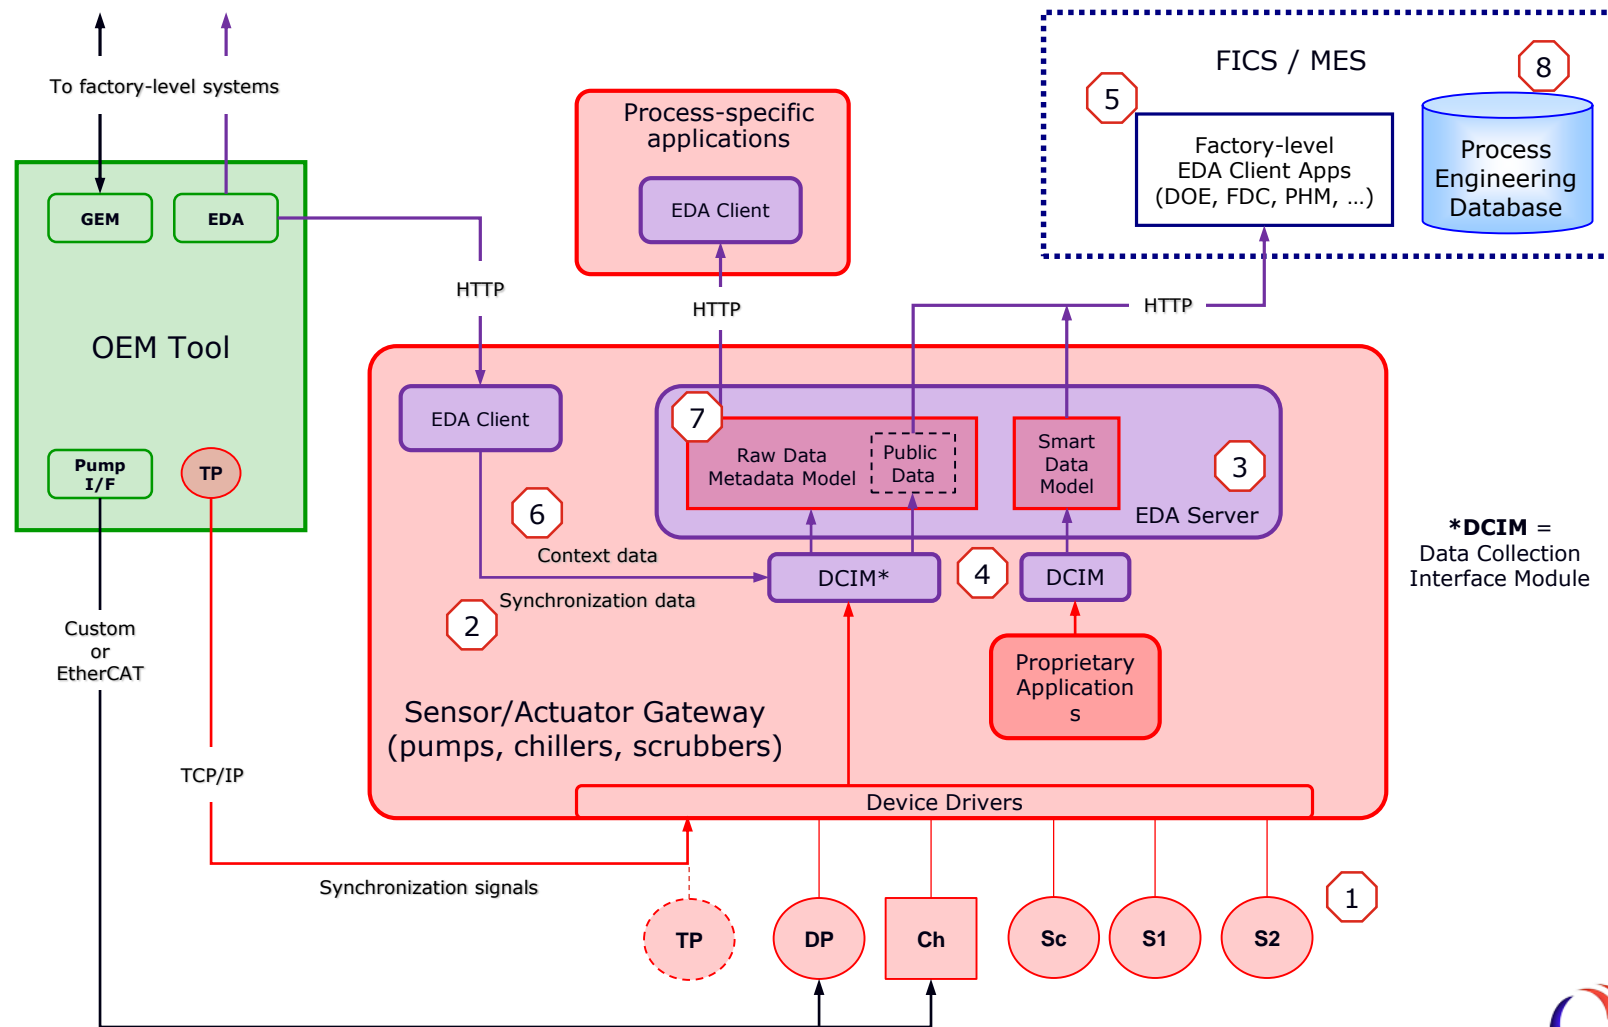 To factory-level systems
GEM
EDA
OEM Tool
Pump
I/F
TP
HTTP
Process-specific
applications
EDA Client
HTTP
FICS / MES
5
8
Factory-level
EDA Client Apps
(DOE, FDC, PHM, ...)
Process
Engineering
Database
HTTP
EDA Client
7
Raw Data
Metadata Model
Public
Data
Smart
Data
Model
3
EDA Server
6
Context data
Synchronization data
2
DCIM*
4
DCIM
*DCIM =
Data Collection
Interface Module
Custom
or
EtherCAT
Proprietary
Application
s
Sensor/Actuator Gateway
(pumps, chillers, scrubbers)
TCP/IP
Device Drivers
Synchronization signals
1
TP
DP
Ch
Sc
S1
S2